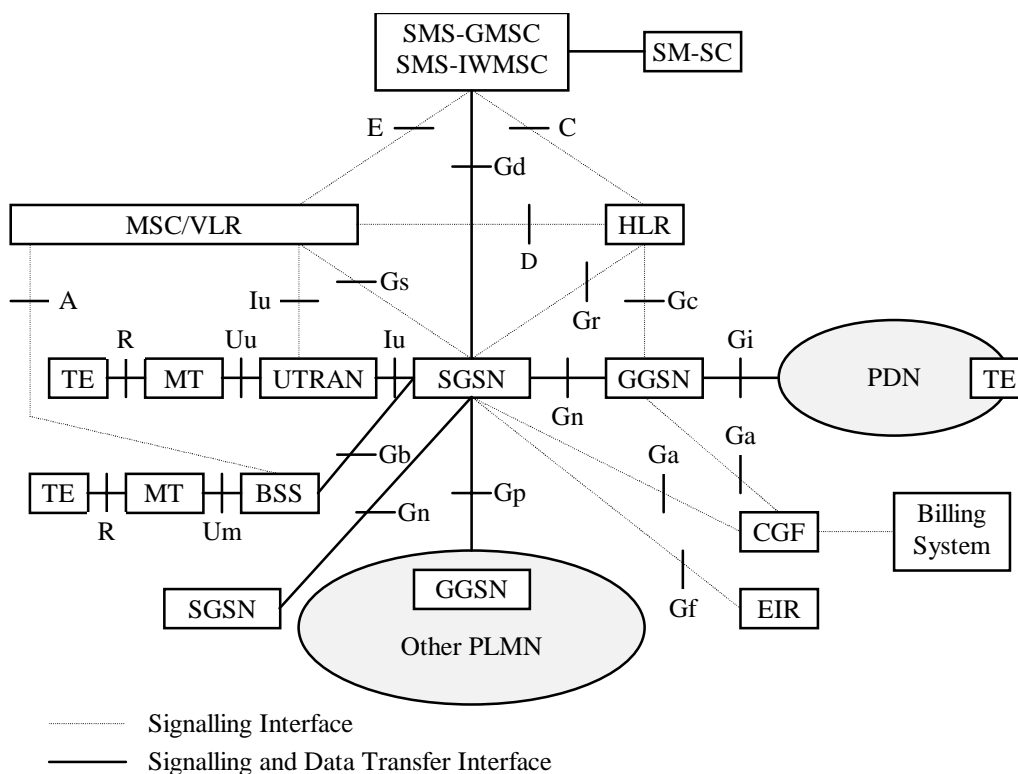 SMS-GMSC
SMS-IWMSC
SM-SC
E
C
Gd
MSC/VLR
HLR
D
A
Iu
Gs
Gr
Gc
R
Uu
Iu
Gi
TE
MT
UTRAN
SGSN
GGSN
PDN
TE
Gn
Gb
Ga
Ga
TE
MT
BSS
Gp
R
Um
Gn
CGF
Billing
System
GGSN
SGSN
Gf
EIR
Other PLMN
Signalling Interface
Signalling and Data Transfer Interface